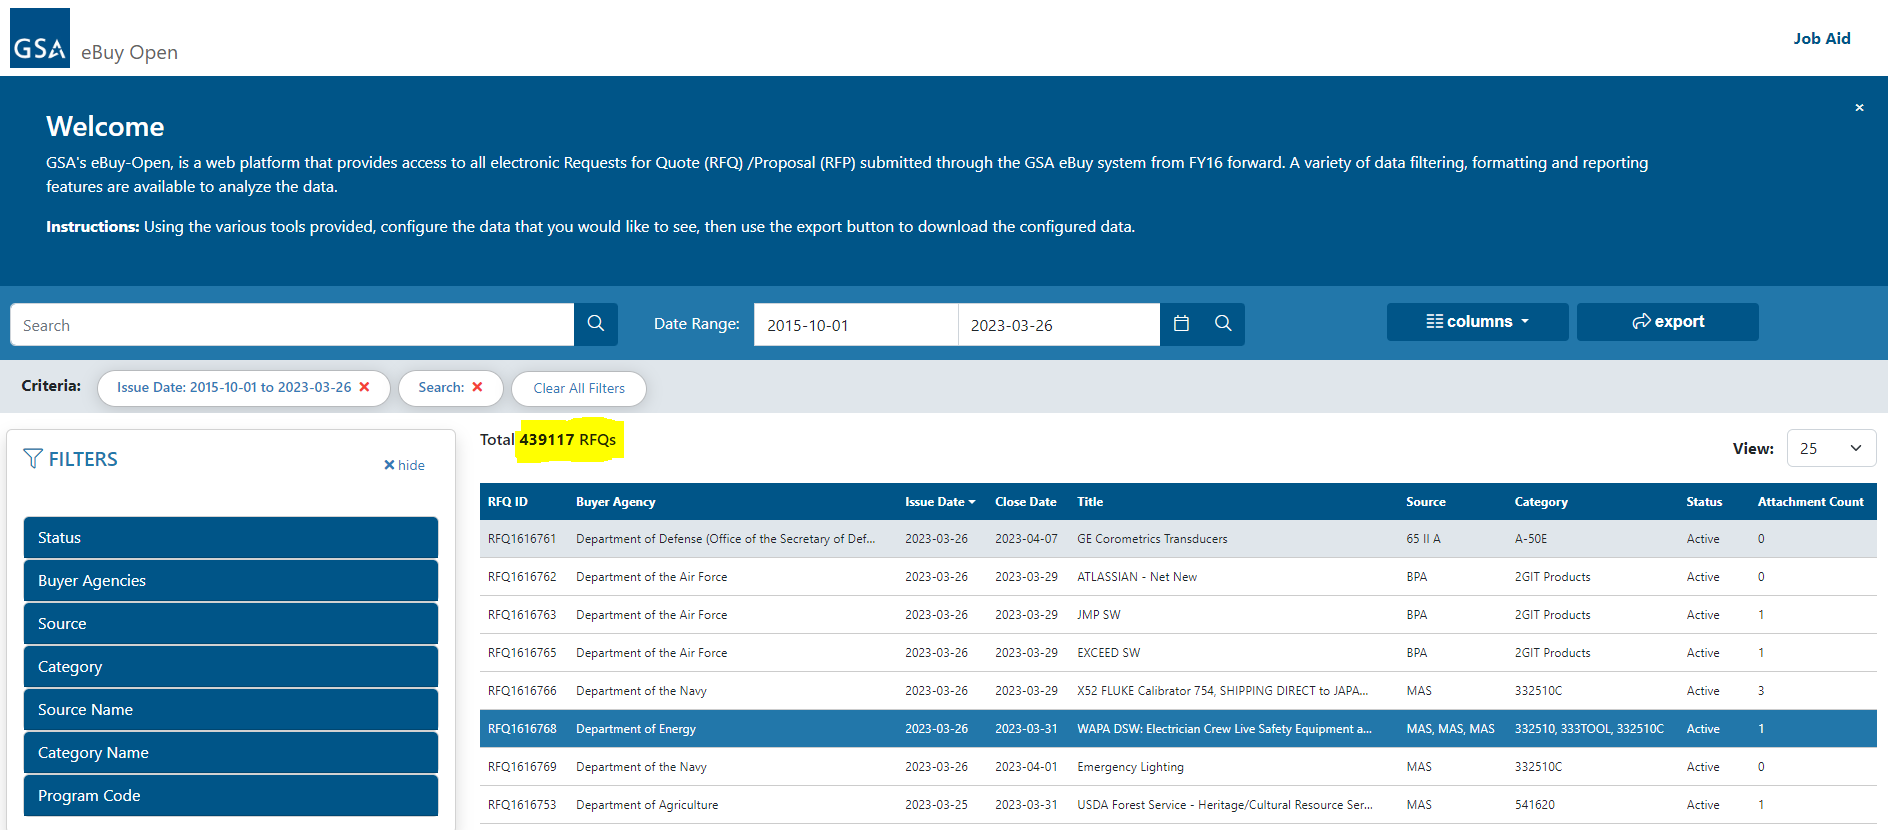 GSA eBuy Open
Job Aid
×
Welcome
GSA's eBuy-Open, is a web platform that provides access to all electronic Requests for Quote (RFQ) /Proposal (RFP) submitted through the GSA eBuy system from FY16 forward. A variety of data filtering, formatting and reporting
features are available to analyze the data.
Instructions: Using the various tools provided, configure the data that you would like to see, then use the export button to download the configured data.
Search Date Range: 2015-10-01 2023-03-26 columns export
Criteria: Issue Date: 2015-10-01 to 2023-03-26 × Search: × Clear All Filters
FILTERS
× hide
Status
Buyer Agencies
Source
Category
Source Name
Category Name
Program Code
Total 439117 RFQs
View: 25
RFQ ID Buyer Agency Issue Date Close Date Title Source Category Status Attachment Count
RFQ1616761 Department of Defense (Office of the Secretary of Def... 2023-03-26 2023-04-07 GE Corometrics Transducers 65 II A A-50E Active 0
RFQ1616762 Department of the Air Force 2023-03-26 2023-03-29 ATLASSIAN - Net New BPA 2GIT Products Active 0
RFQ1616763 Department of the Air Force 2023-03-26 2023-03-29 JMP SW BPA 2GIT Products Active 1
RFQ1616765 Department of the Air Force 2023-03-26 2023-03-29 EXCEED SW BPA 2GIT Products Active 1
RFQ1616766 Department of the Navy 2023-03-26 2023-03-29 X52 FLUKE Calibrator 754, SHIPPING DIRECT to JAPA... MAS 332510C Active 3
RFQ1616768 Department of Energy 2023-03-26 2023-03-31 WAPA DSW: Electrician Crew Live Safety Equipment a... MAS, MAS, MAS 332510, 333TOOL, 332510C Active 1
RFQ1616769 Department of the Navy 2023-03-26 2023-04-01 Emergency Lighting MAS 332510C Active 0
RFQ1616753 Department of Agriculture 2023-03-25 2023-03-31 USDA Forest Service - Heritage/Cultural Resource Ser... MAS 541620 Active 1